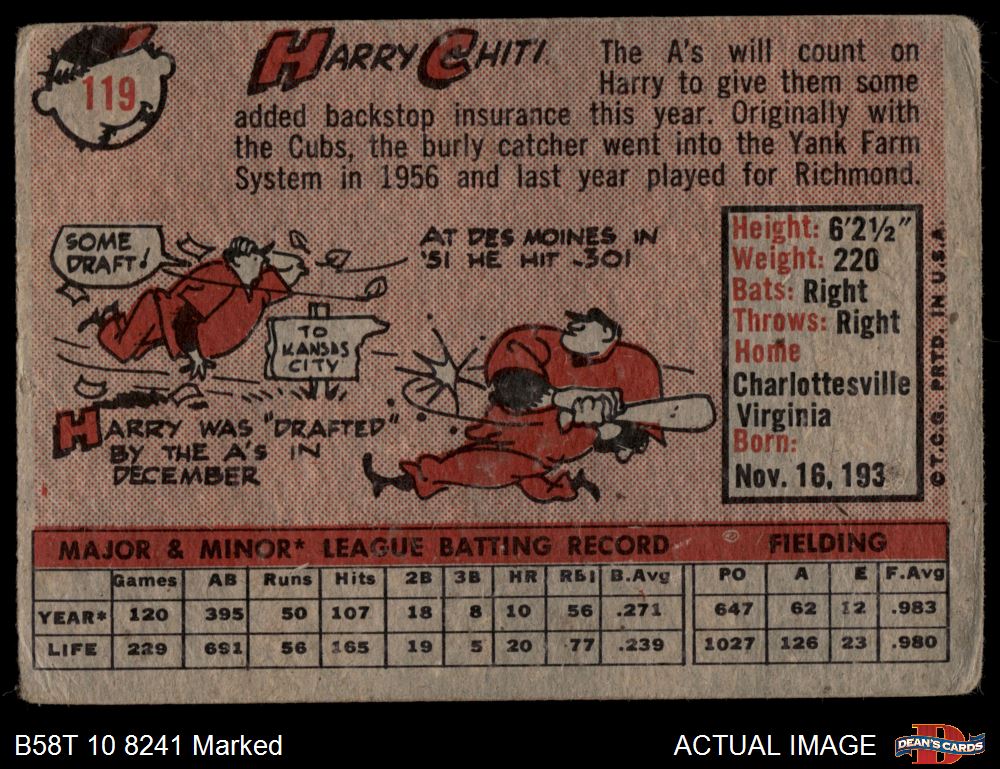 119
HARRY CHITI
The A's will count on
Harry to give them some
added backstop insurance this year. Originally with
the Cubs, the burly catcher went into the Yank Farm
System in 1956 and last year played for Richmond.
SOME
DRAFT!
TO
KANSAS
CITY
HARRY WAS "DRAFTED"
BY THE A'S IN
DECEMBER
AT DES MOINES IN
'51 HE HIT .301
Height: 6'2½"
Weight: 220
Bats: Right
Throws: Right
Home
Charlottesville
Virginia
Born:
Nov. 16, 193
© T.C.G. PRTD. IN U.S.A.
MAJOR & MINOR* LEAGUE BATTING RECORD FIELDING
Games AB Runs Hits 2B 3B HR RBI B.Avg PO A E F.Avg
YEAR* 120 395 50 107 18 8 10 56 .271 647 62 12 .983
LIFE 229 691 56 165 19 5 20 77 .239 1027 126 23 .980
B58T 10 8241 Marked
ACTUAL IMAGE
D
DEAN'S CARDS